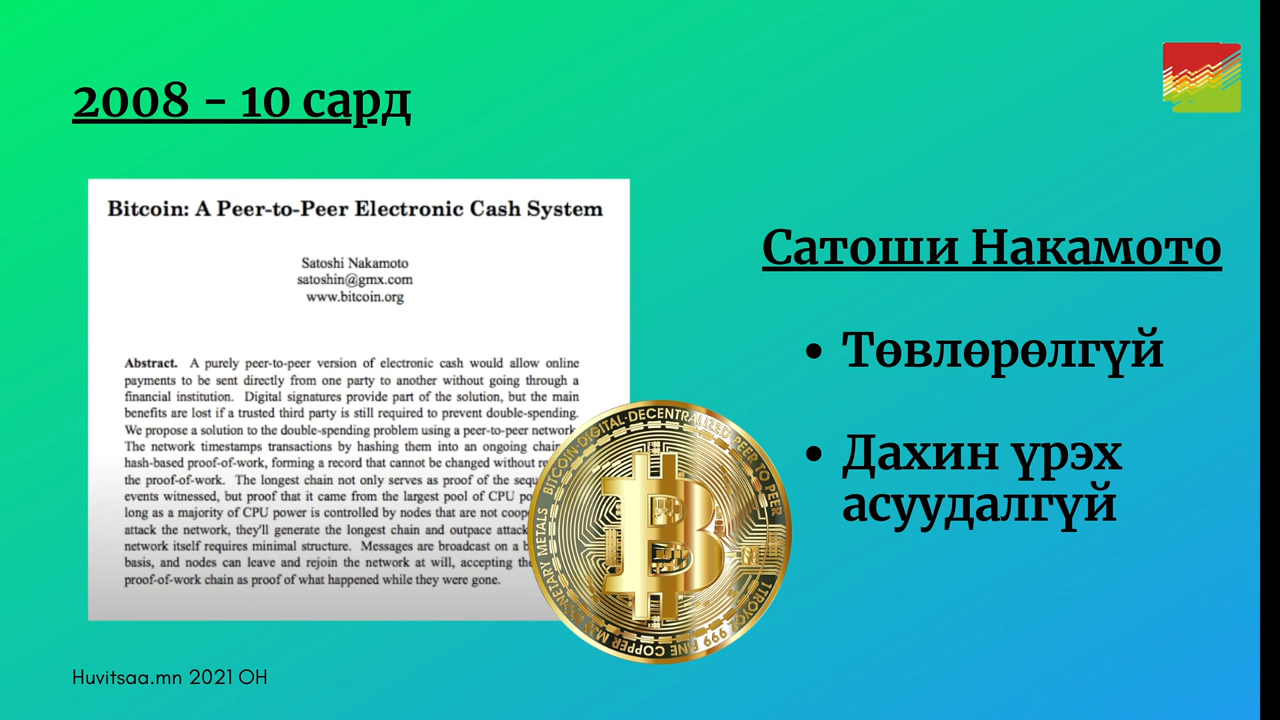 2008 - 10 сард
Bitcoin: A Peer-to-Peer Electronic Cash System
Satoshi Nakamoto
satoshin@gmx.com
www.bitcoin.org
Abstract. A purely peer-to-peer version of electronic cash would allow online
payments to be sent directly from one party to another without going through a
financial institution. Digital signatures provide part of the solution, but the main
benefits are lost if a trusted third party is still required to prevent double-spending.
We propose a solution to the double-spending problem using a peer-to-peer network.
The network timestamps transactions by hashing them into an ongoing chain
hash-based proof-of-work, forming a record that cannot be changed without
the proof-of-work. The longest chain not only serves as proof of the
events witnessed, but proof that it came from the largest pool of CPU
long as a majority of CPU power is controlled by nodes that are not
attack the network, they'll generate the longest chain and outpace
network itself requires minimal structure. Messages are broadcast on a
basis, and nodes can leave and rejoin the network at will, accepting
proof-of-work chain as proof of what happened while they were gone.
BITCOIN·DIGITAL·DECENTRALIZED PEER TO PEER
FINE COPPER
999
METALS
Сатоши Накамото
• Төвлөрөлгүй
• Дахин үрэх
асуудалгүй
Huvitsaa.mn 2021 ОН